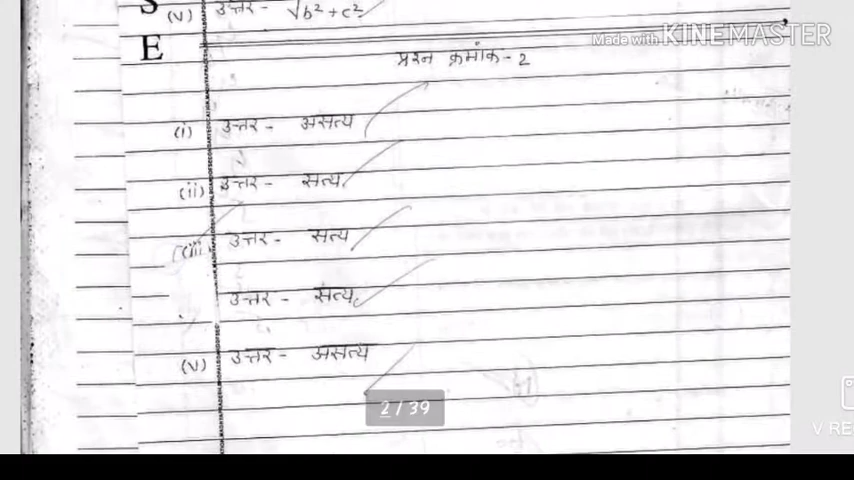 S
(v) उत्तर - √b² + c²
E
Made with KINEMASTER
प्रश्न क्रमांक - 2
(i) उत्तर - असत्य
(ii) उत्तर - सत्य
(iii उत्तर - सत्य
उत्तर - सत्य
(v) उत्तर - असत्य
2 / 39
V RE